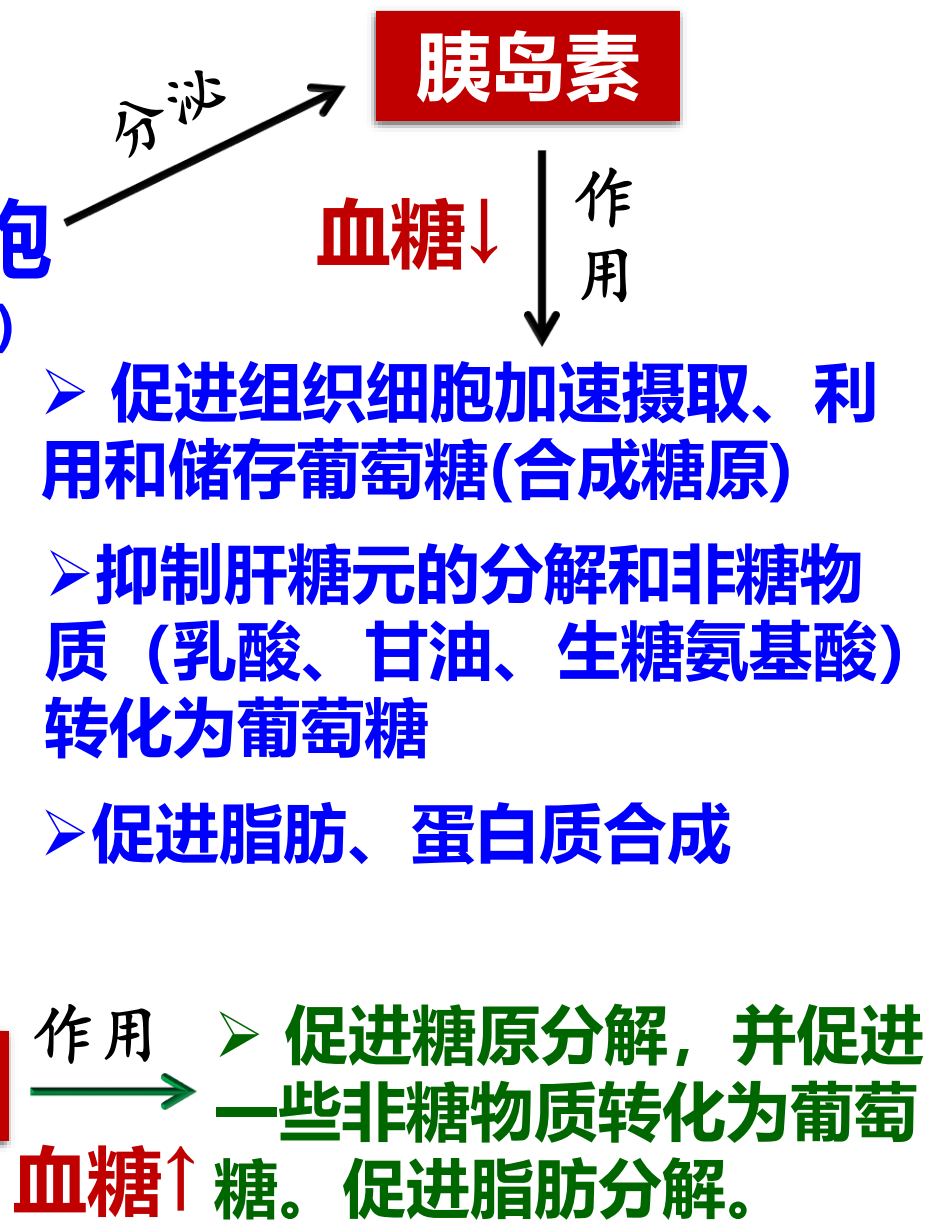 胰岛素
分泌
作用
血糖↓
胞
)
➢ 促进组织细胞加速摄取、利
用和储存葡萄糖(合成糖原)
➢抑制肝糖元的分解和非糖物
质（乳酸、甘油、生糖氨基酸）
转化为葡萄糖
➢促进脂肪、蛋白质合成
作用
血糖↑
➢ 促进糖原分解，并促进
一些非糖物质转化为葡萄
糖。促进脂肪分解。